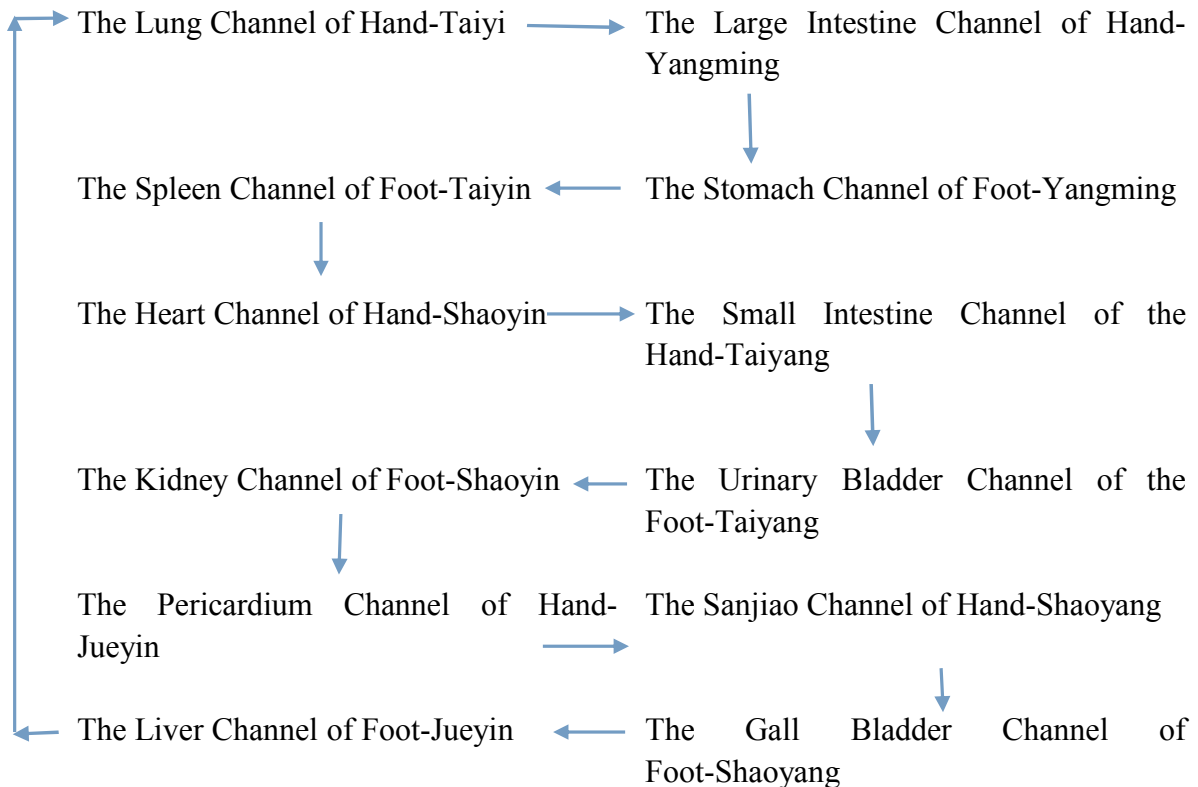 The Lung Channel of Hand-Taiyi
The Large Intestine Channel of Hand-
Yangming
The Spleen Channel of Foot-Taiyin
The Stomach Channel of Foot-Yangming
The Heart Channel of Hand-Shaoyin
The Small Intestine Channel of the
Hand-Taiyang
The Kidney Channel of Foot-Shaoyin
The Urinary Bladder Channel of the
Foot-Taiyang
The Pericardium Channel of Hand-
Jueyin
The Sanjiao Channel of Hand-Shaoyang
The Liver Channel of Foot-Jueyin
The Gall Bladder Channel of
Foot-Shaoyang